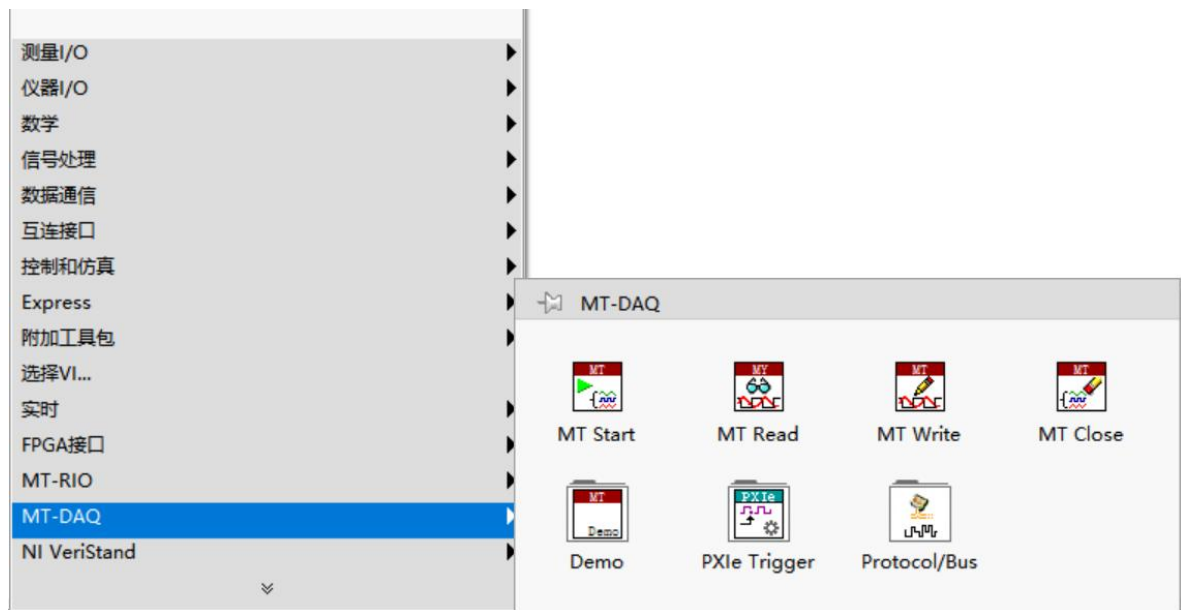 测量I/O
仪器I/O
数学
信号处理
数据通信
互连接口
控制和仿真
Express
附加工具包
选择VI...
实时
FPGA接口
MT-RIO
MT-DAQ
NI VeriStand
MT-DAQ
MT MY MT MT
MT Start MT Read MT Write MT Close
MT PXIe
Demo
Demo PXIe Trigger Protocol/Bus